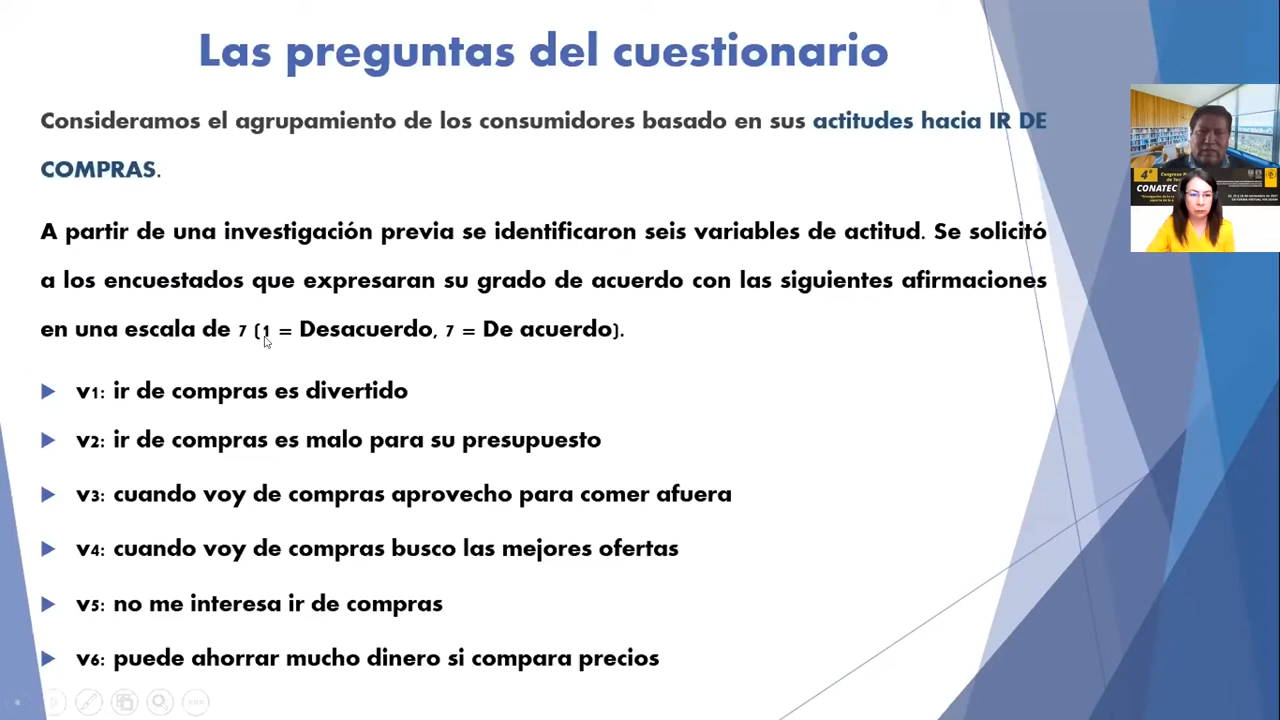 Las preguntas del cuestionario
Consideramos el agrupamiento de los consumidores basado en sus actitudes hacia IR DE
COMPRAS.
A partir de una investigación previa se identificaron seis variables de actitud. Se solicitó
a los encuestados que expresaran su grado de acuerdo con las siguientes afirmaciones
en una escala de 7 (1 = Desacuerdo, 7 = De acuerdo).
v1: ir de compras es divertido
v2: ir de compras es malo para su presupuesto
v3: cuando voy de compras aprovecho para comer afuera
v4: cuando voy de compras busco las mejores ofertas
v5: no me interesa ir de compras
v6: puede ahorrar mucho dinero si compara precios
4°
CONATEC